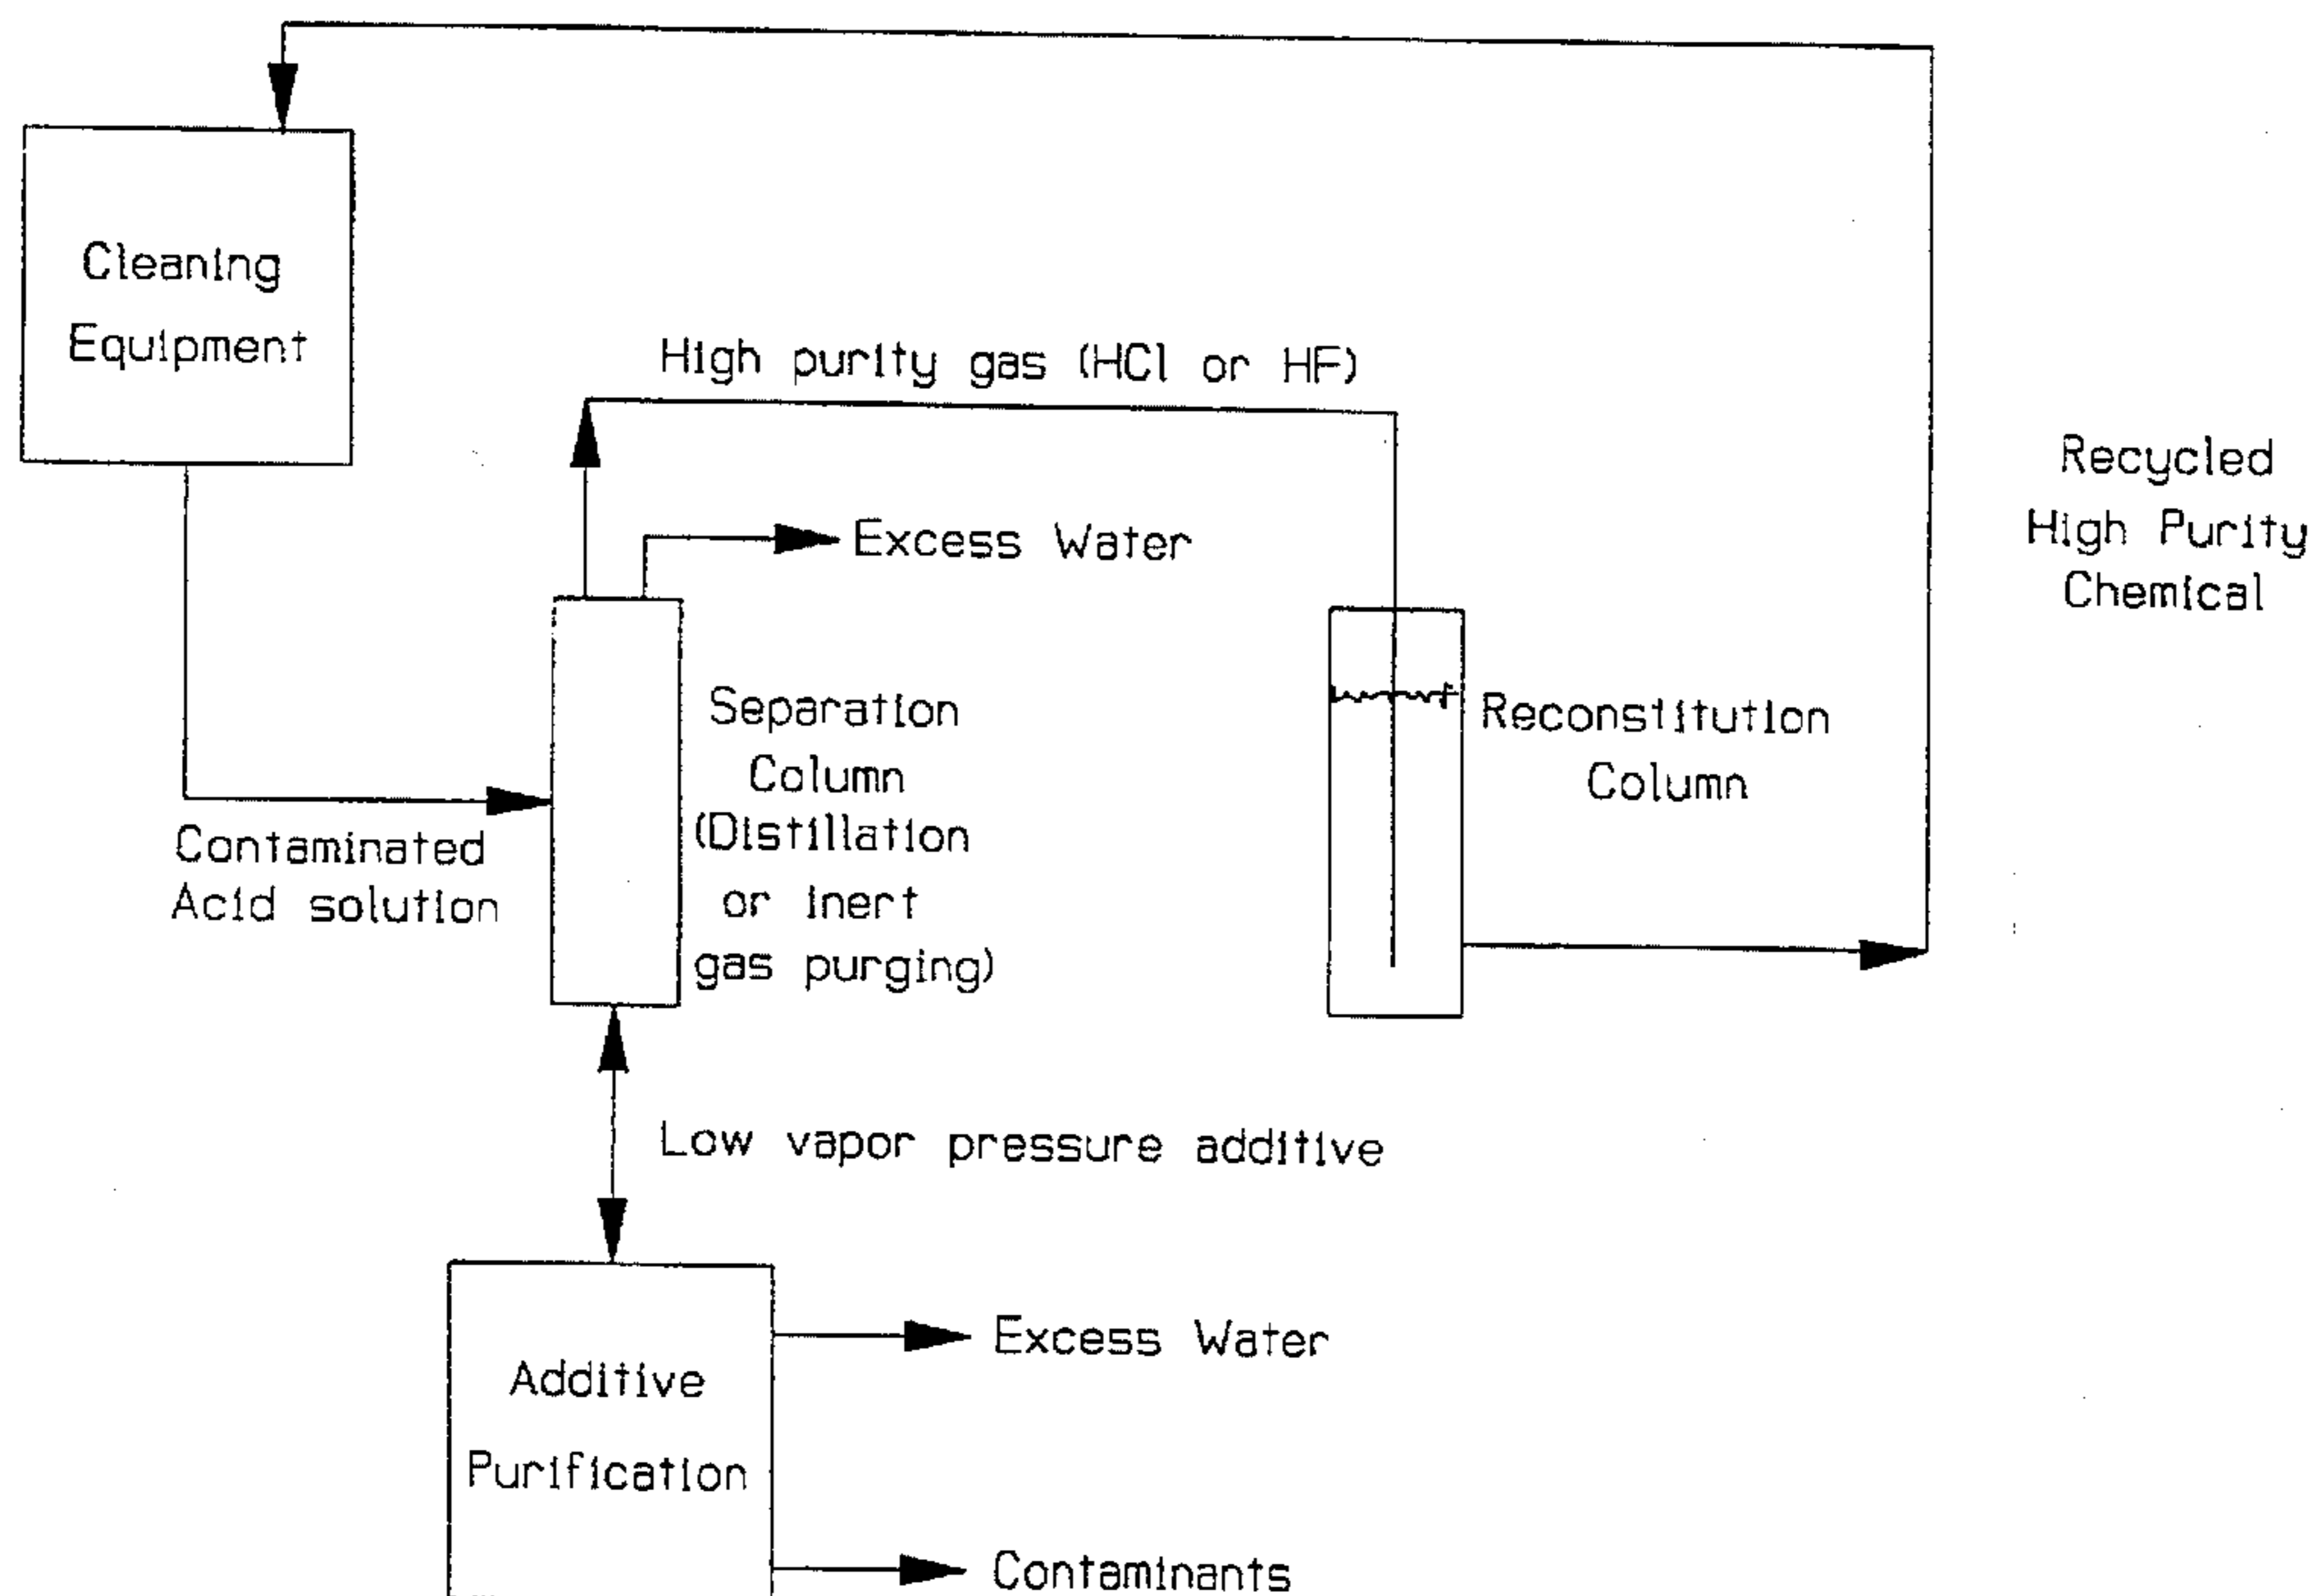 Cleaning
Equipment
High purity gas (HCl or HF)
Excess Water
Recycled
High Purity
Chemical
Separation
Column
(Distillation
or inert
gas purging)
Reconstitution
Column
Contaminated
Acid solution
Low vapor pressure additive
Additive
Purification
Excess Water
Contaminants